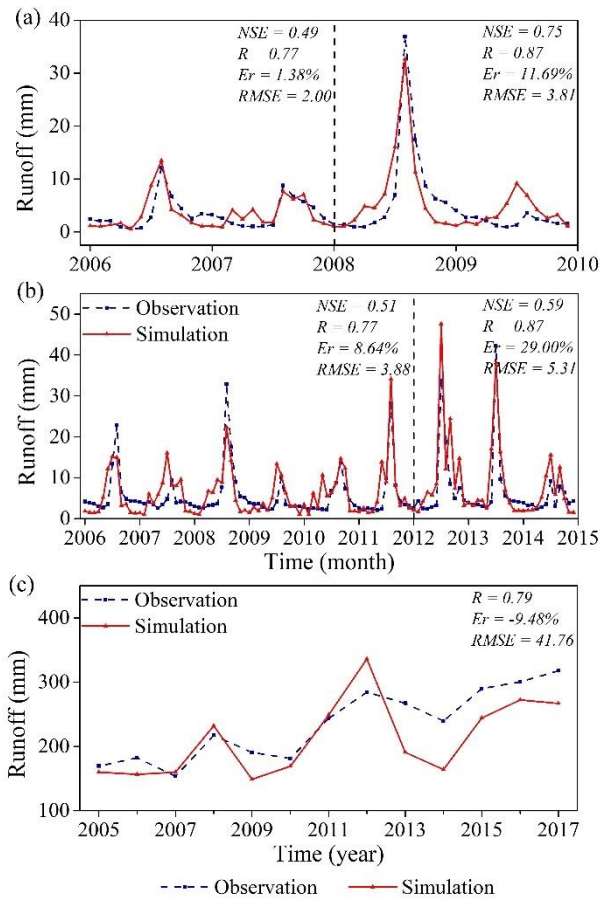 (a)
NSE = 0.49
R 0.77
Er = 1.38%
RMSE = 2.00
NSE = 0.75
R = 0.87
Er = 11.69%
RMSE = 3.81
Runoff (mm)
40
30
20
10
0
2006 2007 2008 2009 2010
(b)
Observation
Simulation
NSE = 0.51
R = 0.77
Er = 8.64%
RMSE = 3.88
NSE = 0.59
R 0.87
Er = 29.00%
RMSE = 5.31
Runoff (mm)
50
40
30
20
10
0
2006 2007 2008 2009 2010 2011 2012 2013 2014 2015
Time (month)
(c)
Observation
Simulation
R = 0.79
Er = -9.48%
RMSE = 41.76
Runoff (mm)
400
300
200
100
2005 2007 2009 2011 2013 2015 2017
Time (year)
Observation Simulation